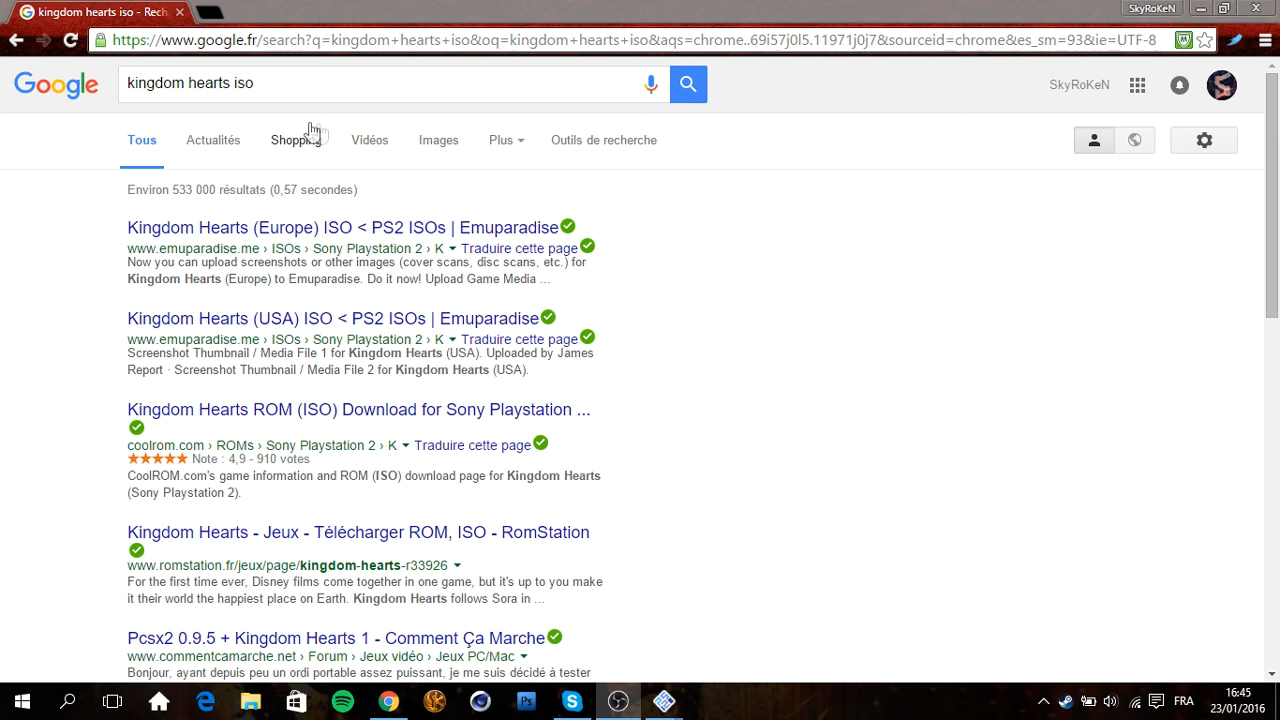 kingdom hearts iso - Rech
SkyRoKeN
https://www.google.fr/search?q=kingdom+hearts+iso&oq=kingdom+hearts+iso&aqs=chrome..69i57j0l5.11971j0j7&sourceid=chrome&es_sm=93&ie=UTF-8
Google
kingdom hearts iso
SkyRoKeN
Tous Actualités Shopping Vidéos Images Plus Outils de recherche
Environ 533 000 résultats (0,57 secondes)
Kingdom Hearts (Europe) ISO < PS2 ISOs | Emuparadise
www.emuparadise.me › ISOs › Sony Playstation 2 › K Traduire cette page
Now you can upload screenshots or other images (cover scans, disc scans, etc.) for
Kingdom Hearts (Europe) to Emuparadise. Do it now! Upload Game Media ...
Kingdom Hearts (USA) ISO < PS2 ISOs | Emuparadise
www.emuparadise.me › ISOs › Sony Playstation 2 › K Traduire cette page
Screenshot Thumbnail / Media File 1 for Kingdom Hearts (USA). Uploaded by James
Report · Screenshot Thumbnail / Media File 2 for Kingdom Hearts (USA).
Kingdom Hearts ROM (ISO) Download for Sony Playstation ...
coolrom.com › ROMs › Sony Playstation 2 › K Traduire cette page
Note : 4,9 - 910 votes
CoolROM.com's game information and ROM (ISO) download page for Kingdom Hearts
(Sony Playstation 2).
Kingdom Hearts - Jeux - Télécharger ROM, ISO - RomStation
www.romstation.fr/jeux/page/kingdom-hearts-r33926
For the first time ever, Disney films come together in one game, but it's up to you make
it their world the happiest place on Earth. Kingdom Hearts follows Sora in ...
Pcsx2 0.9.5 + Kingdom Hearts 1 - Comment Ça Marche
www.commentcamarche.net › Forum › Jeux vidéo › Jeux PC/Mac
Bonjour, ayant depuis peu un ordi portable assez puissant, je me suis décidé à tester
Ps
FRA
16:45
23/01/2016